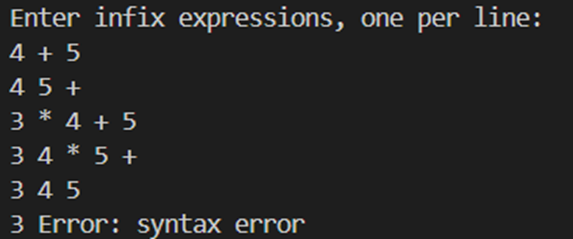 Enter infix expressions, one per line:
4 + 5
4 5 +
3 * 4 + 5
3 4 * 5 +
3 4 5
3 Error: syntax error